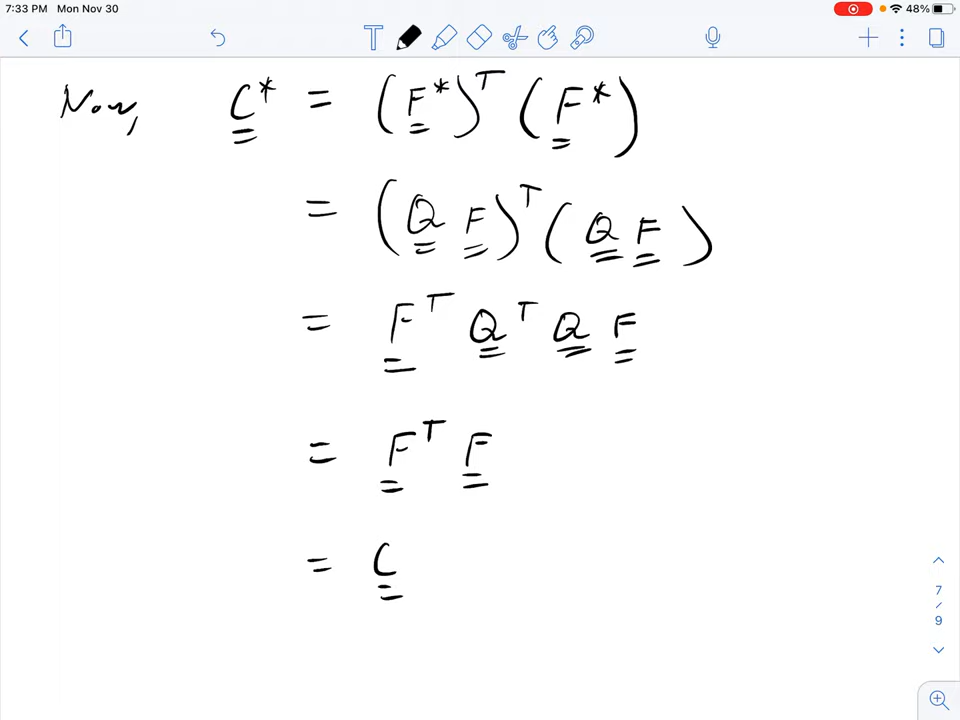 7:33 PM Mon Nov 30 48%
Now, C* = (F*)ᵀ (F*)
= (Q F)ᵀ (Q F)
= Fᵀ Qᵀ Q F
= Fᵀ F
= C
7
/
9